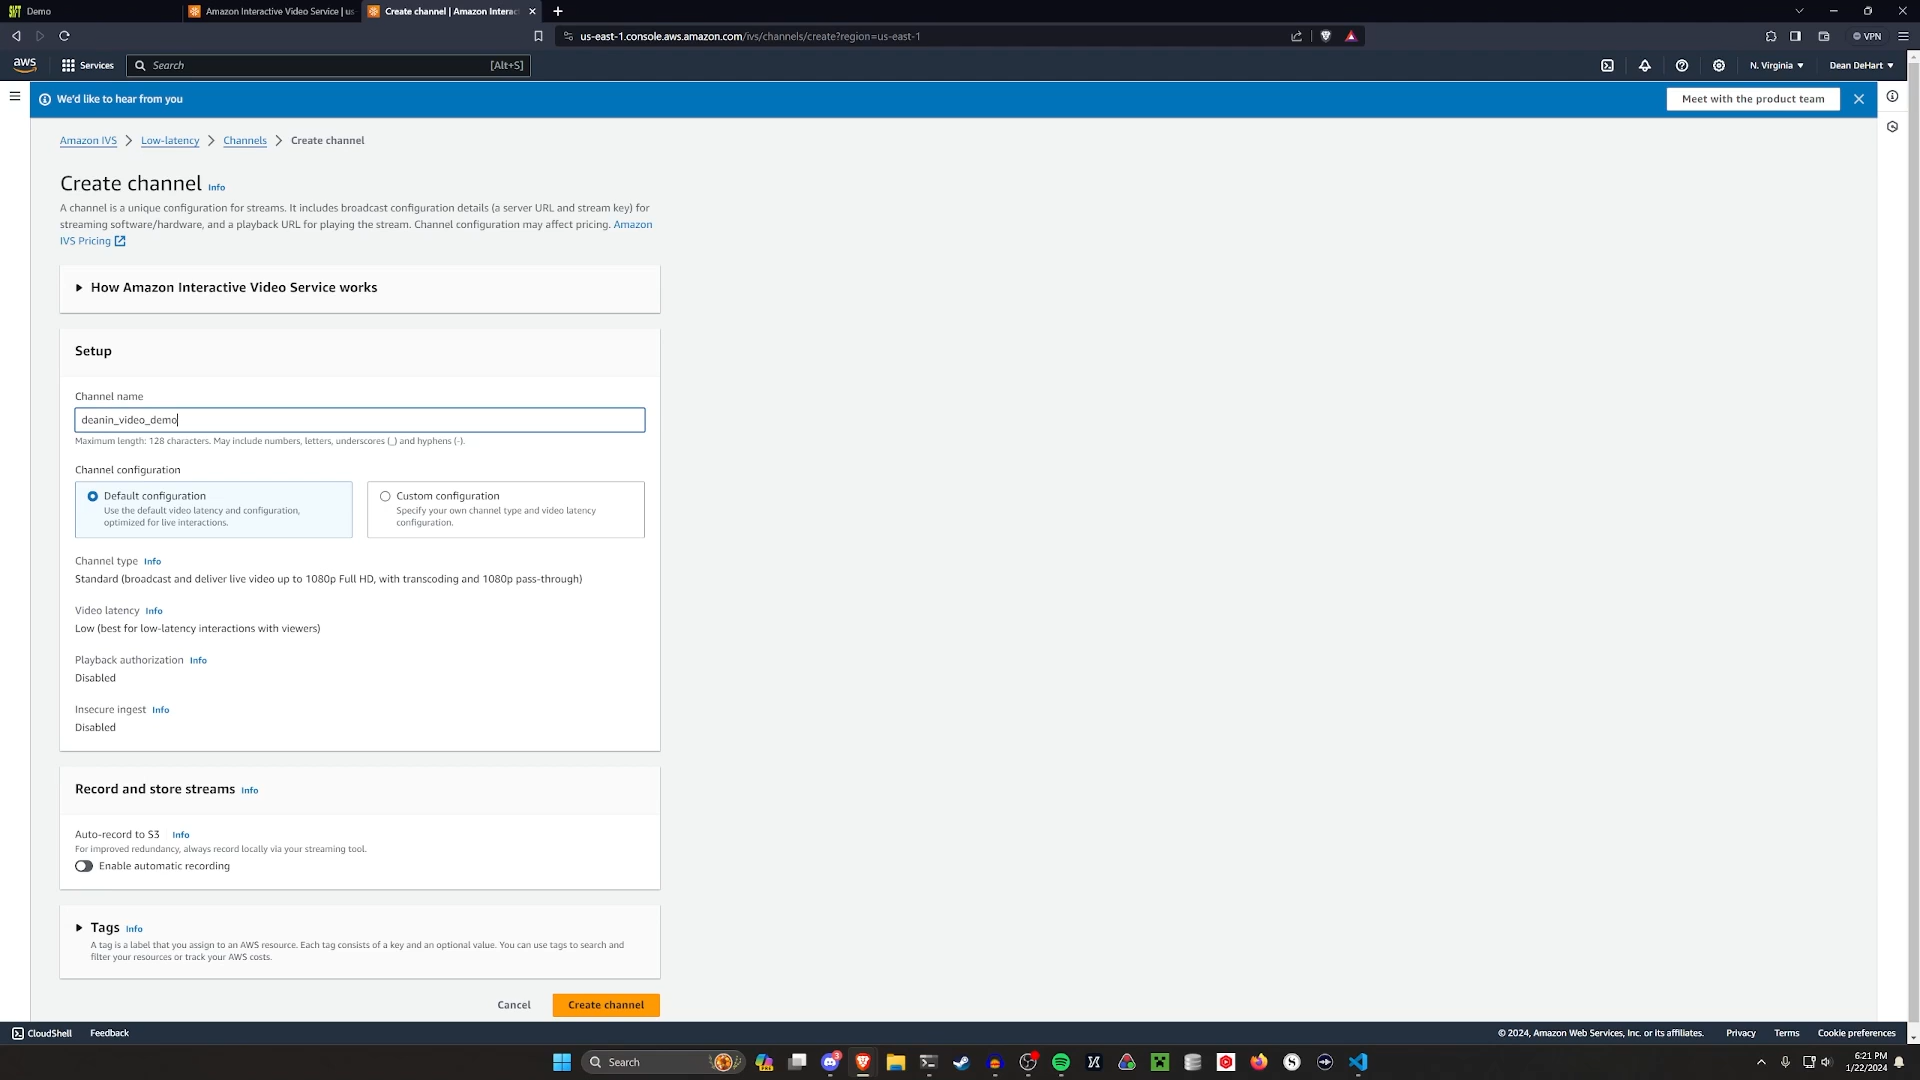 Demo
Amazon Interactive Video Service | us
Create channel | Amazon Interac
us-east-1.console.aws.amazon.com/ivs/channels/create?region=us-east-1
VPN
aws
Services
Search
[Alt+S]
N. Virginia
Dean DeHart
We'd like to hear from you
Meet with the product team
Amazon IVS
Low-latency
Channels
Create channel
Create channel Info
A channel is a unique configuration for streams. It includes broadcast configuration details (a server URL and stream key) for
streaming software/hardware, and a playback URL for playing the stream. Channel configuration may affect pricing. Amazon
IVS Pricing
How Amazon Interactive Video Service works
Setup
Channel name
deanin_video_demo
Maximum length: 128 characters. May include numbers, letters, underscores (_) and hyphens (-).
Channel configuration
Default configuration
Use the default video latency and configuration,
optimized for live interactions.
Custom configuration
Specify your own channel type and video latency
configuration.
Channel type Info
Standard (broadcast and deliver live video up to 1080p Full HD, with transcoding and 1080p pass-through)
Video latency Info
Low (best for low-latency interactions with viewers)
Playback authorization Info
Disabled
Insecure ingest Info
Disabled
Record and store streams Info
Auto-record to S3 Info
For improved redundancy, always record locally via your streaming tool.
Enable automatic recording
Tags Info
A tag is a label that you assign to an AWS resource. Each tag consists of a key and an optional value. You can use tags to search and
filter your resources or track your AWS costs.
Cancel
Create channel
CloudShell
Feedback
© 2024, Amazon Web Services, Inc. or its affiliates.
Privacy
Terms
Cookie preferences
Search
3
6:21 PM
1/22/2024